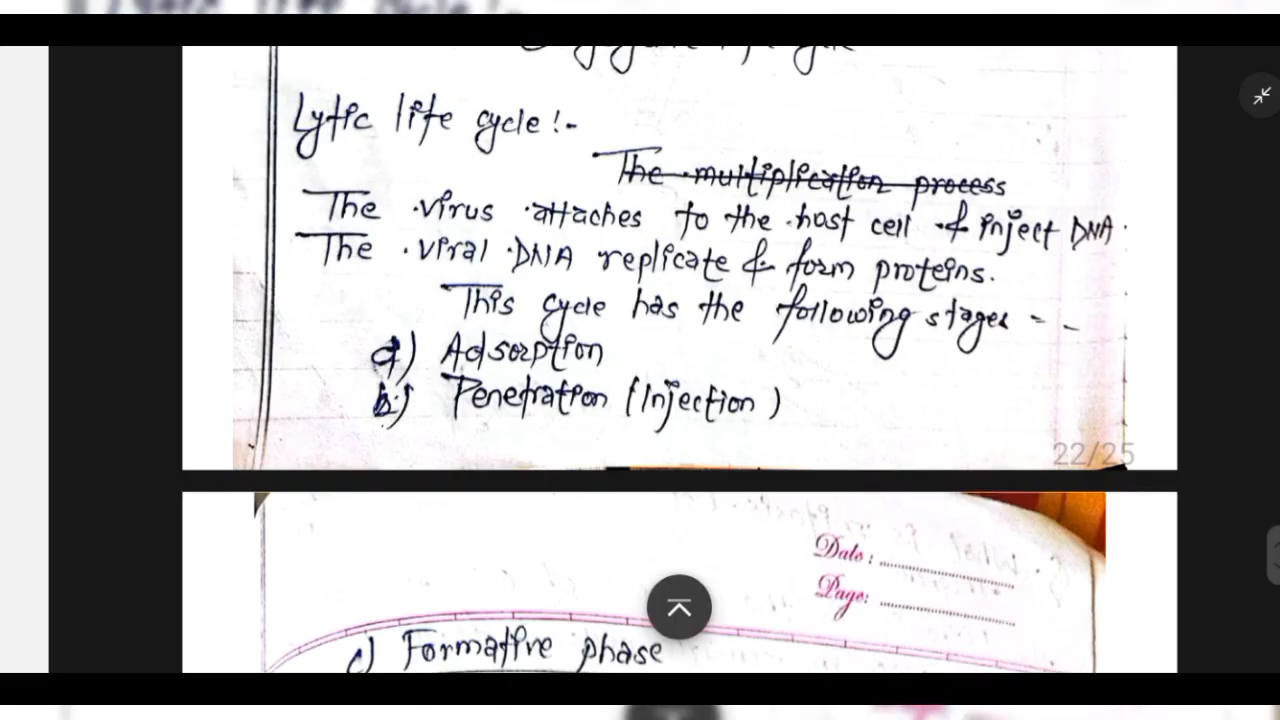 Lytic life cycle :-
The multiplication process
The virus attaches to the host cell & inject DNA.
The viral DNA replicate & form proteins.
This cycle has the following stages - -
a) Adsorption
b) Penetration (Injection)
22/25
Date :
Page:
c) Formative phase